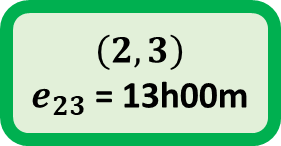 (2,3)
e₂₃ = 13h00m